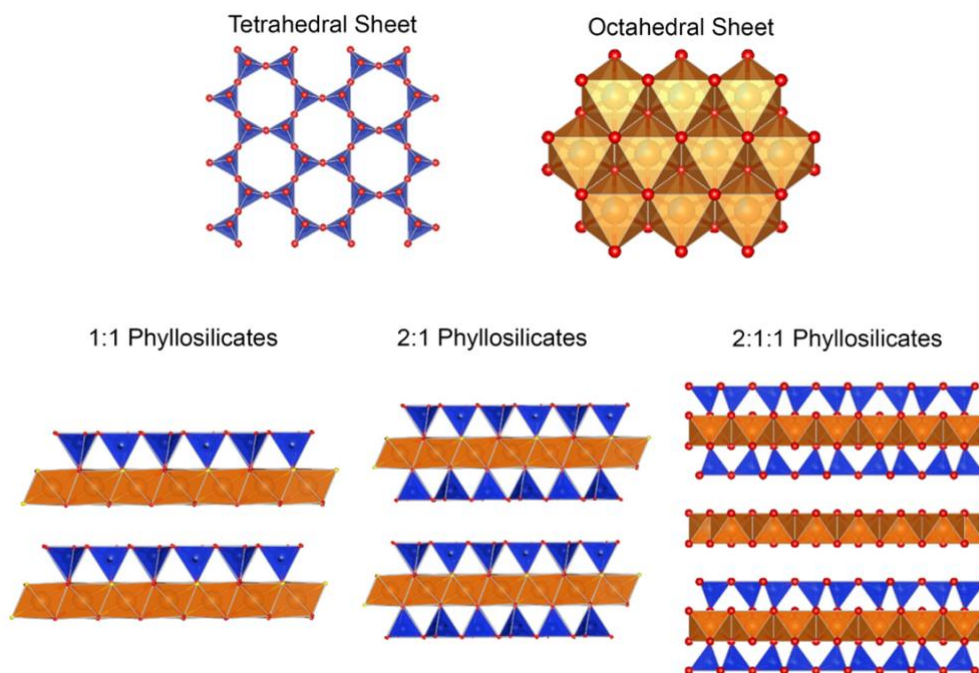 Tetrahedral Sheet
Octahedral Sheet
1:1 Phyllosilicates
2:1 Phyllosilicates
2:1:1 Phyllosilicates